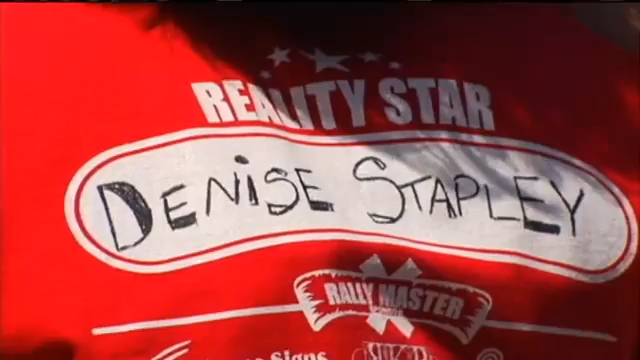 REALITY STAR
DENiSE STAPLEY
RALLY MASTER
Signs